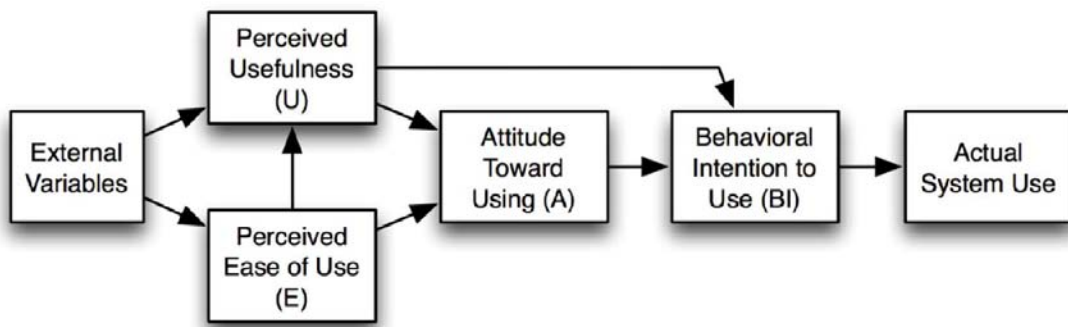 External
Variables
Perceived
Usefulness
(U)
Perceived
Ease of Use
(E)
Attitude
Toward
Using (A)
Behavioral
Intention to
Use (BI)
Actual
System Use